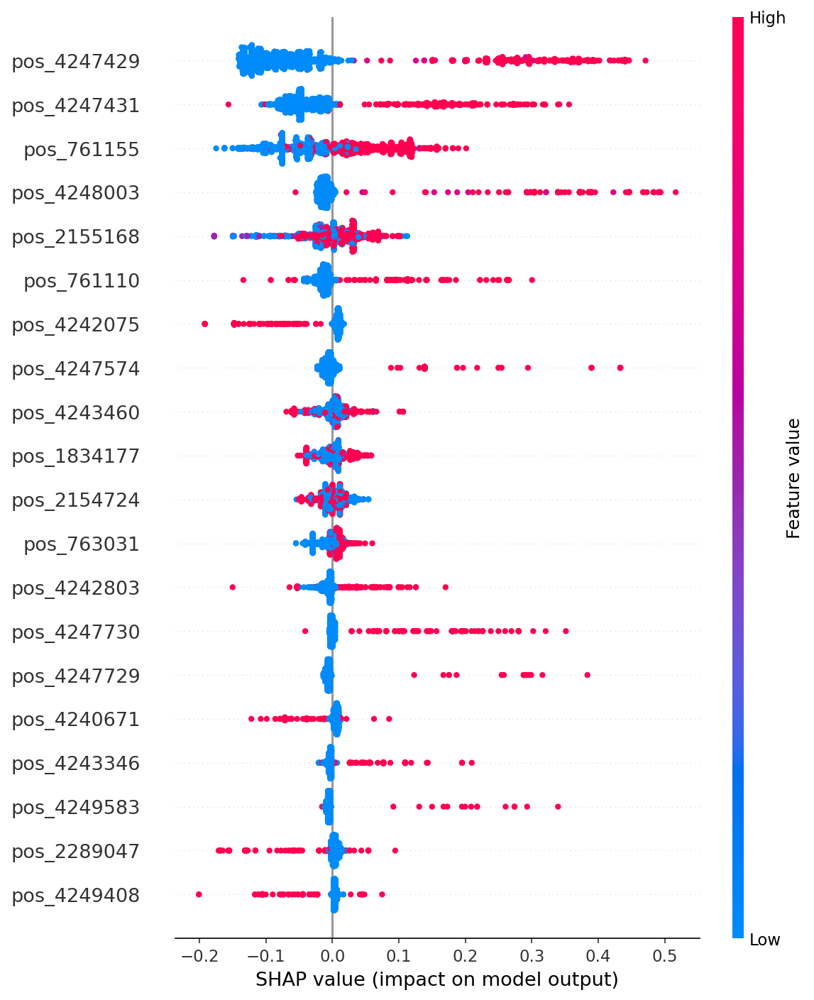 High
pos_4247429
pos_4247431
pos_761155
pos_4248003
pos_2155168
pos_761110
pos_4242075
pos_4247574
pos_4243460
pos_1834177
pos_2154724
pos_763031
pos_4242803
pos_4247730
pos_4247729
pos_4240671
pos_4243346
pos_4249583
pos_2289047
pos_4249408
Feature value
Low
−0.2 −0.1 0.0 0.1 0.2 0.3 0.4 0.5
SHAP value (impact on model output)